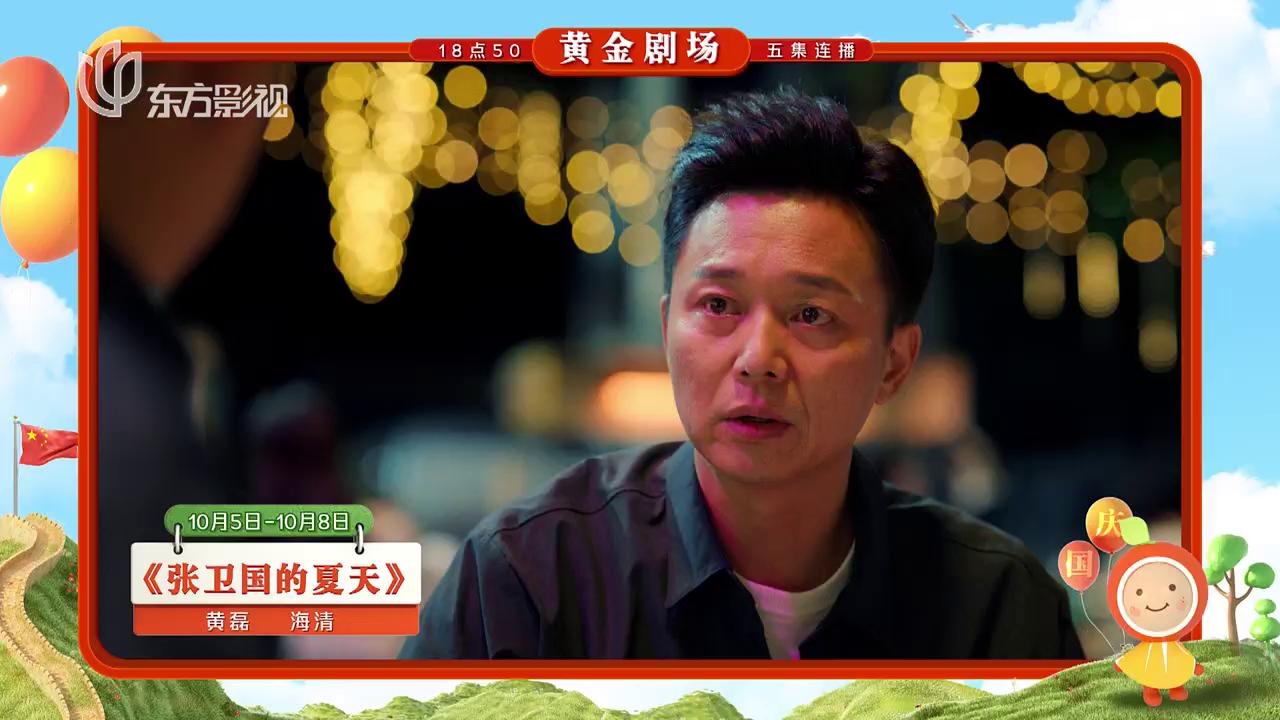 18点50
黄金剧场
五集连播
东方影视
10月5日-10月8日
《张卫国的夏天》
黄磊 海清
国庆